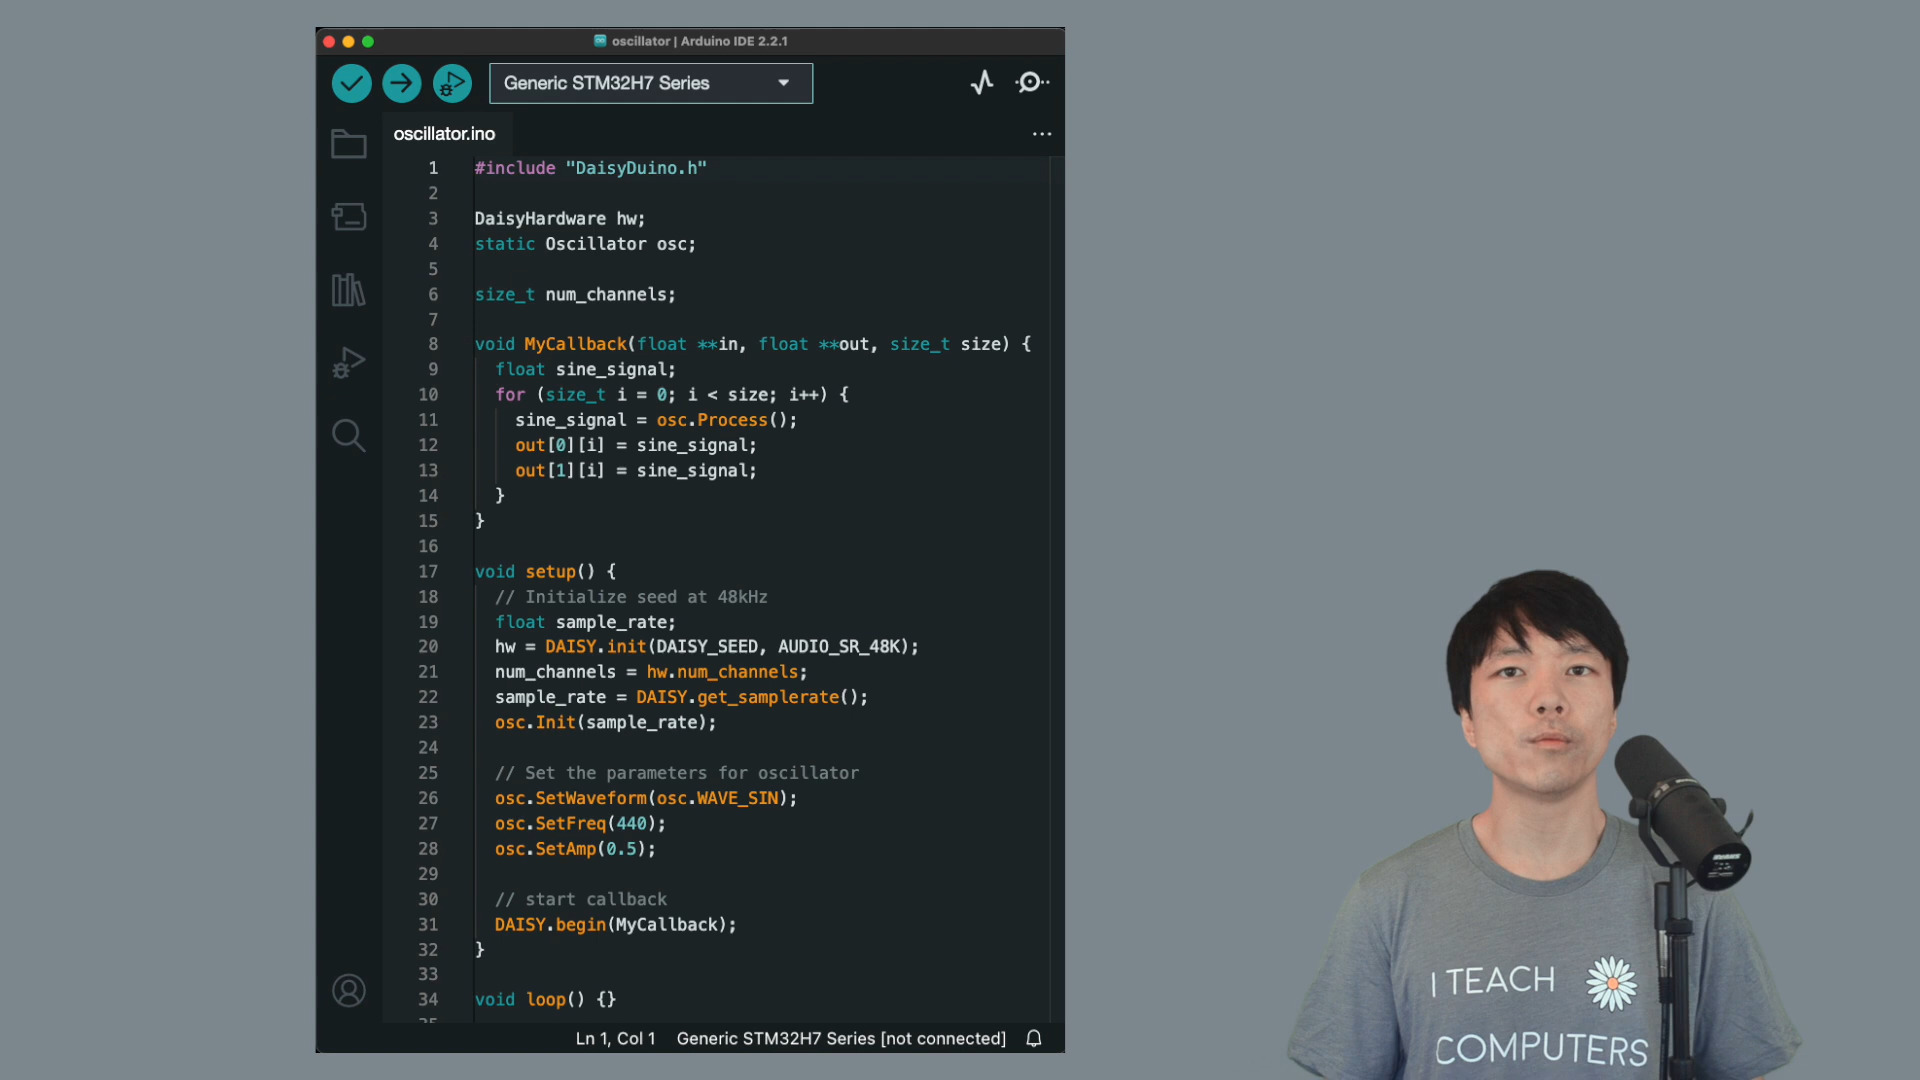 oscillator | Arduino IDE 2.2.1
Generic STM32H7 Series
oscillator.ino
1 #include "DaisyDuino.h"
2
3 DaisyHardware hw;
4 static Oscillator osc;
5
6 size_t num_channels;
7
8 void MyCallback(float **in, float **out, size_t size) {
9   float sine_signal;
10   for (size_t i = 0; i < size; i++) {
11     sine_signal = osc.Process();
12     out[0][i] = sine_signal;
13     out[1][i] = sine_signal;
14   }
15 }
16
17 void setup() {
18   // Initialize seed at 48kHz
19   float sample_rate;
20   hw = DAISY.init(DAISY_SEED, AUDIO_SR_48K);
21   num_channels = hw.num_channels;
22   sample_rate = DAISY.get_samplerate();
23   osc.Init(sample_rate);
24
25   // Set the parameters for oscillator
26   osc.SetWaveform(osc.WAVE_SIN);
27   osc.SetFreq(440);
28   osc.SetAmp(0.5);
29
30   // start callback
31   DAISY.begin(MyCallback);
32 }
33
34 void loop() {}
Ln 1, Col 1 Generic STM32H7 Series [not connected]
I TEACH
COMPUTERS